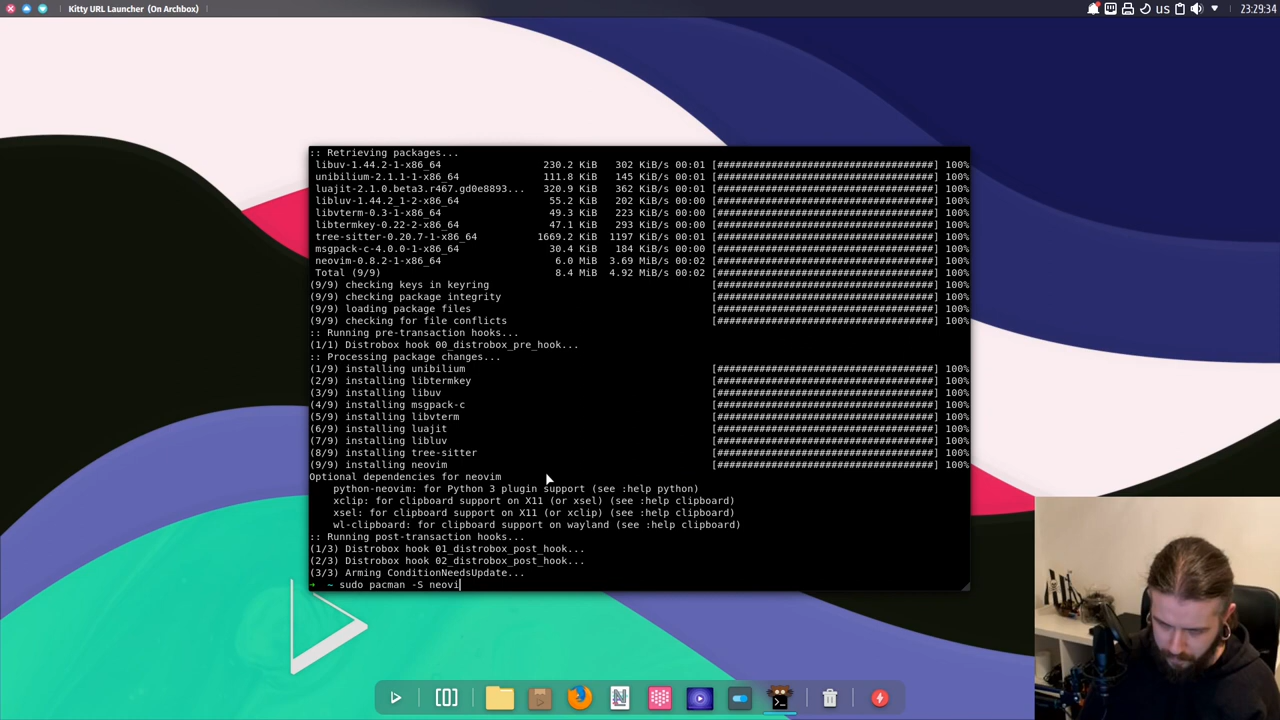 Kitty URL Launcher (On Archbox)
us
23:29:34
:: Retrieving packages...
libuv-1.44.2-1-x86_64 230.2 KiB 302 KiB/s 00:01 [####################################] 100%
unibilium-2.1.1-1-x86_64 111.8 KiB 145 KiB/s 00:01 [####################################] 100%
luajit-2.1.0.beta3.r467.gd0e8893... 320.9 KiB 362 KiB/s 00:01 [####################################] 100%
libluv-1.44.2_1-2-x86_64 55.2 KiB 202 KiB/s 00:00 [####################################] 100%
libvterm-0.3-1-x86_64 49.3 KiB 223 KiB/s 00:00 [####################################] 100%
libtermkey-0.22-2-x86_64 47.1 KiB 293 KiB/s 00:00 [####################################] 100%
tree-sitter-0.20.7-1-x86_64 1669.2 KiB 1197 KiB/s 00:01 [####################################] 100%
msgpack-c-4.0.0-1-x86_64 30.4 KiB 184 KiB/s 00:00 [####################################] 100%
neovim-0.8.2-1-x86_64 6.0 MiB 3.69 MiB/s 00:02 [####################################] 100%
Total (9/9) 8.4 MiB 4.92 MiB/s 00:02 [####################################] 100%
(9/9) checking keys in keyring [####################################] 100%
(9/9) checking package integrity [####################################] 100%
(9/9) loading package files [####################################] 100%
(9/9) checking for file conflicts [####################################] 100%
:: Running pre-transaction hooks...
(1/1) Distrobox hook 00_distrobox_pre_hook...
:: Processing package changes...
(1/9) installing unibilium [####################################] 100%
(2/9) installing libtermkey [####################################] 100%
(3/9) installing libuv [####################################] 100%
(4/9) installing msgpack-c [####################################] 100%
(5/9) installing libvterm [####################################] 100%
(6/9) installing luajit [####################################] 100%
(7/9) installing libluv [####################################] 100%
(8/9) installing tree-sitter [####################################] 100%
(9/9) installing neovim [####################################] 100%
Optional dependencies for neovim
python-neovim: for Python 3 plugin support (see :help python)
xclip: for clipboard support on X11 (or xsel) (see :help clipboard)
xsel: for clipboard support on X11 (or xclip) (see :help clipboard)
wl-clipboard: for clipboard support on wayland (see :help clipboard)
:: Running post-transaction hooks...
(1/3) Distrobox hook 01_distrobox_post_hook...
(2/3) Distrobox hook 02_distrobox_post_hook...
(3/3) Arming ConditionNeedsUpdate...
➜ ~ sudo pacman -S neovi